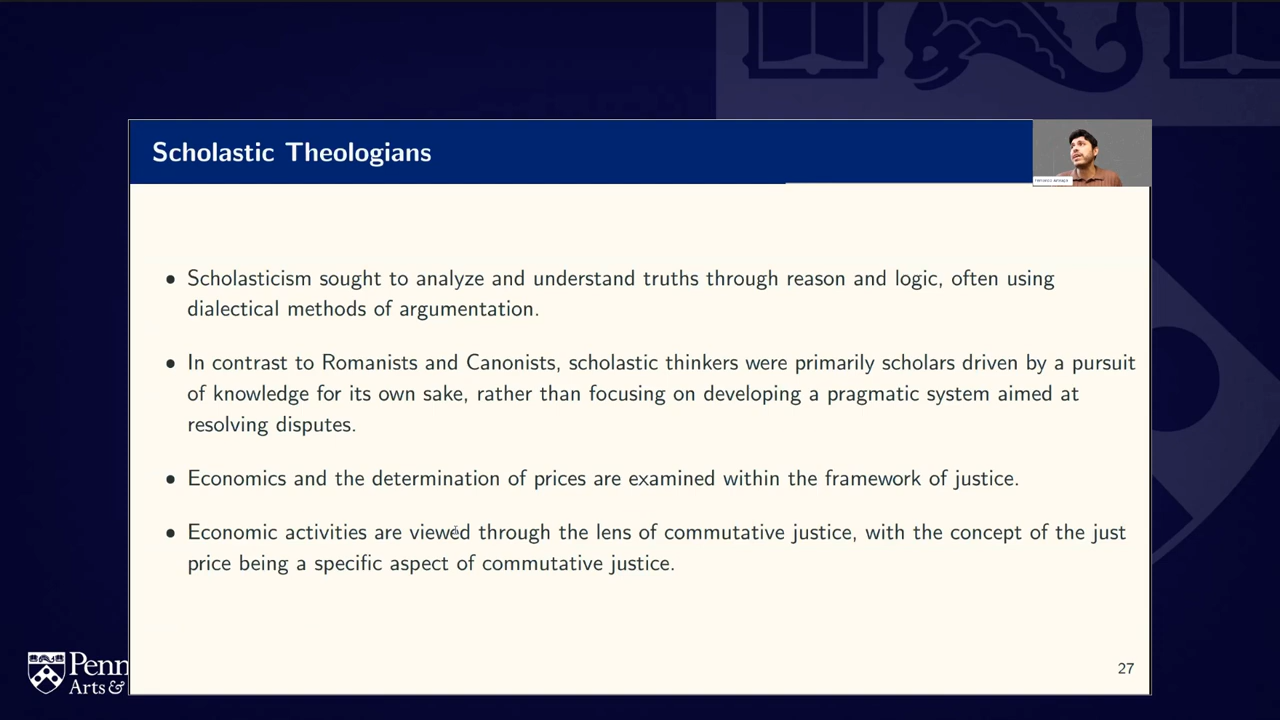 Scholastic Theologians
• Scholasticism sought to analyze and understand truths through reason and logic, often using
dialectical methods of argumentation.
• In contrast to Romanists and Canonists, scholastic thinkers were primarily scholars driven by a pursuit
of knowledge for its own sake, rather than focusing on developing a pragmatic system aimed at
resolving disputes.
• Economics and the determination of prices are examined within the framework of justice.
• Economic activities are viewed through the lens of commutative justice, with the concept of the just
price being a specific aspect of commutative justice.
27
Penn
Arts &